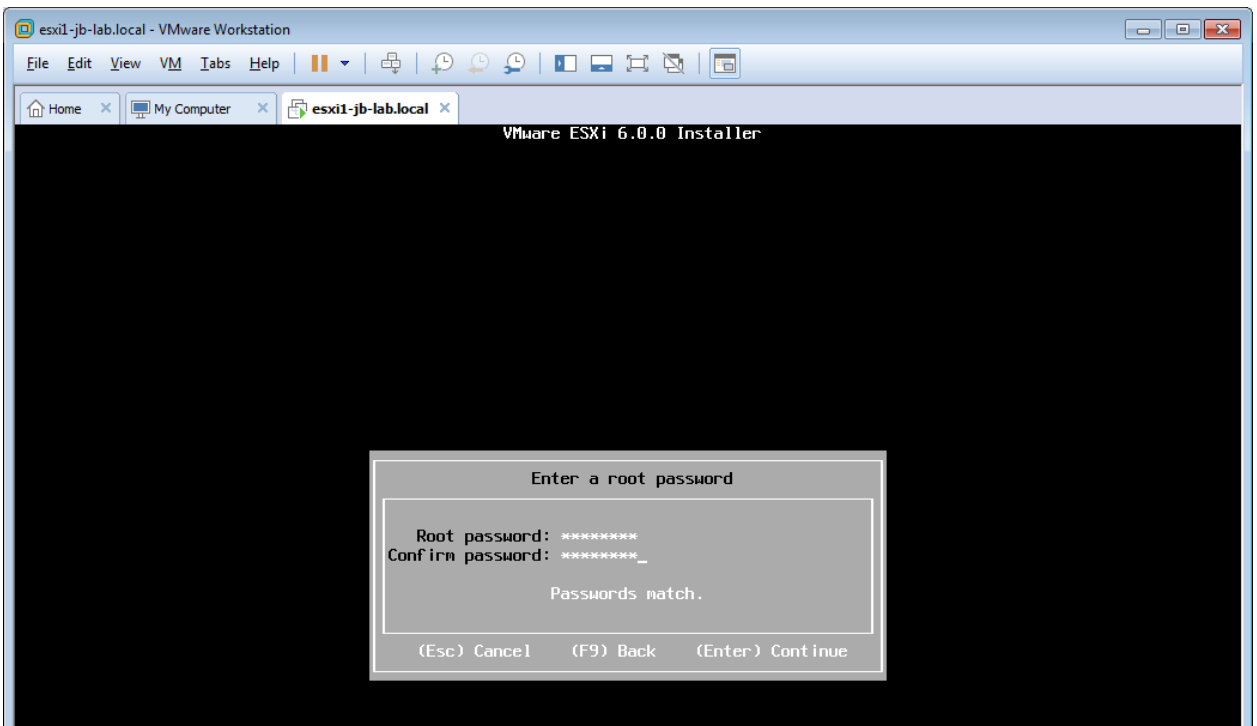 esxi1-jb-lab.local - VMware Workstation
File Edit View VM Tabs Help
Home My Computer esxi1-jb-lab.local
VMware ESXi 6.0.0 Installer
Enter a root password
Root password: ********
Confirm password: ********_
Passwords match.
(Esc) Cancel (F9) Back (Enter) Continue